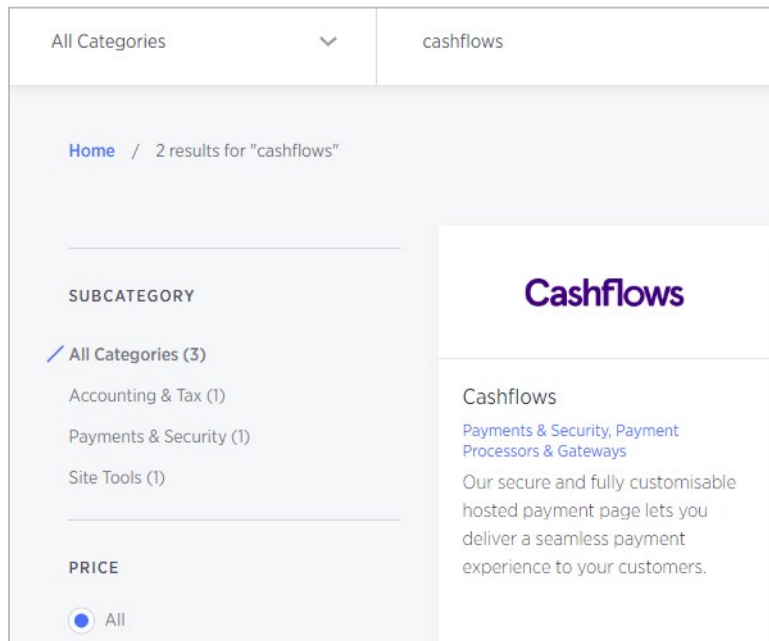 All Categories
cashflows
Home / 2 results for "cashflows"
SUBCATEGORY
All Categories (3)
Accounting & Tax (1)
Payments & Security (1)
Site Tools (1)
PRICE
All
Cashflows
Cashflows
Payments & Security, Payment
Processors & Gateways
Our secure and fully customisable
hosted payment page lets you
deliver a seamless payment
experience to your customers.